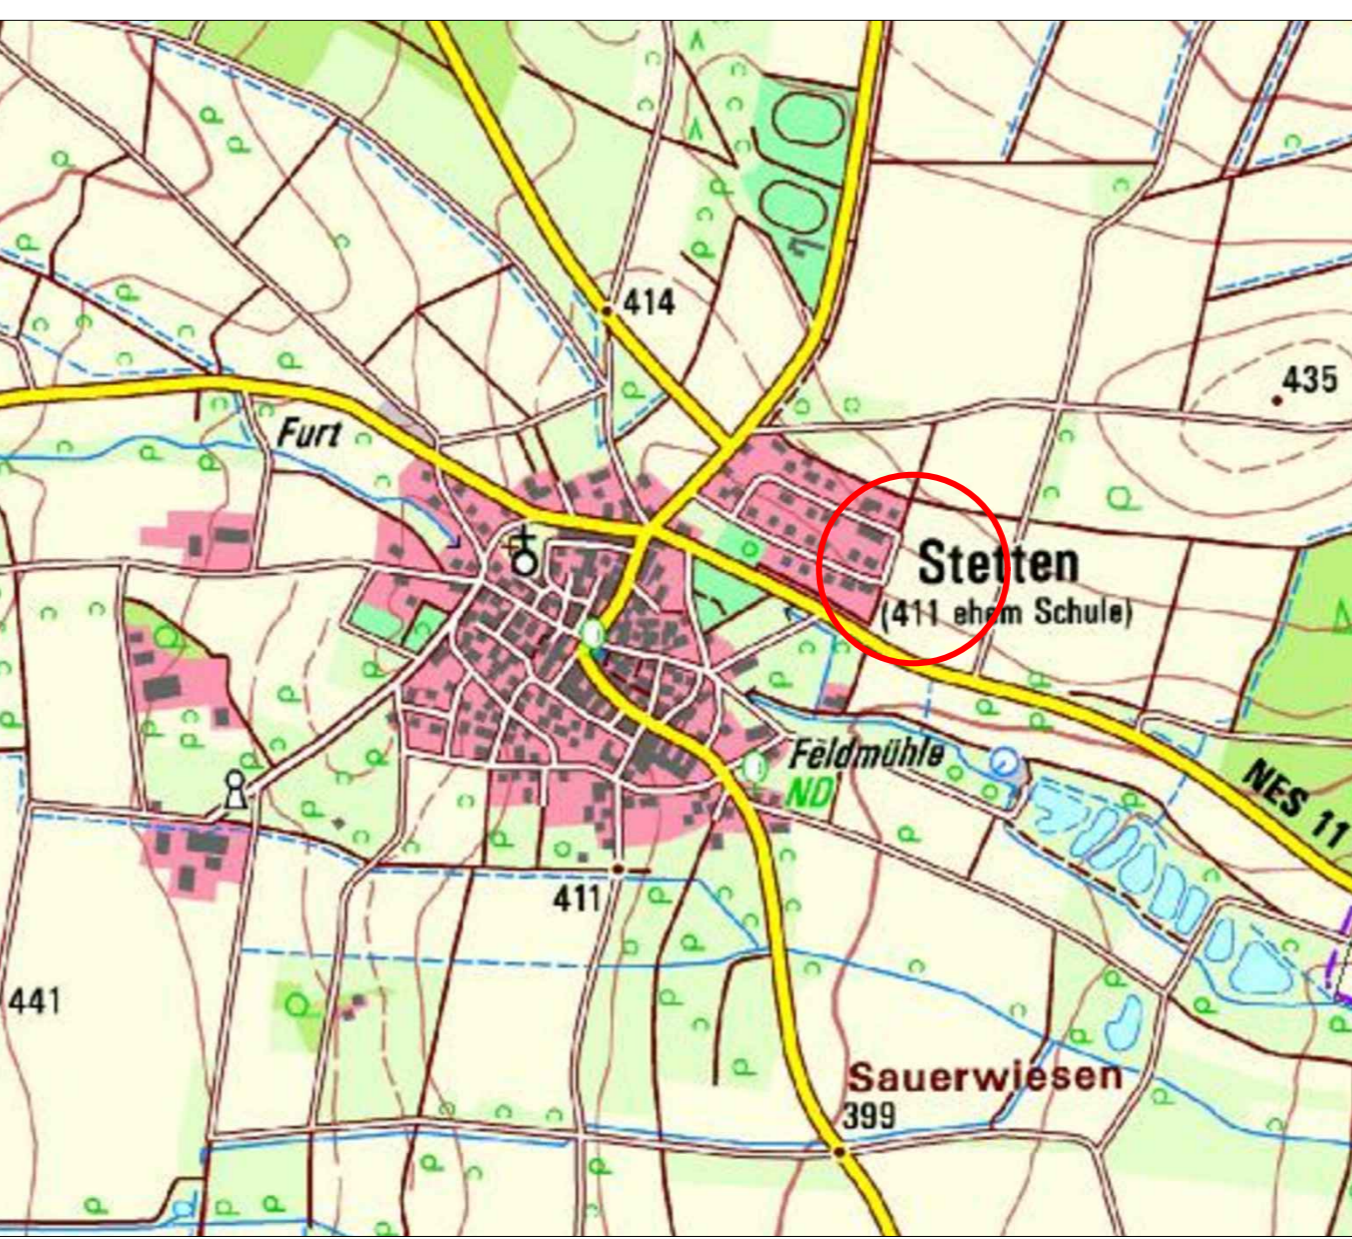 414
435
Furt
Stetten
(411 ehem Schule)
Feldmühle
ND
NES 11
411
441
Sauerwiesen
399